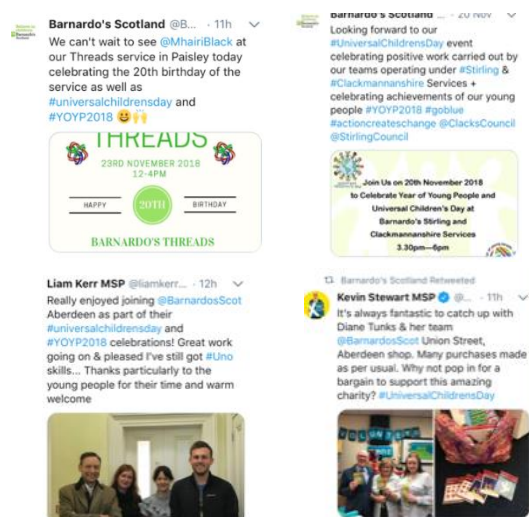 Barnardo's Scotland @B... · 11h
We can't wait to see @MhairiBlack at
our Threads service in Paisley today
celebrating the 20th birthday of the
service as well as
#universalchildrensday and
#YOYP2018 😀🙌
THREADS
23RD NOVEMBER 2018
12-4PM
HAPPY
20TH
BIRTHDAY
BARNARDO'S THREADS
Liam Kerr MSP @liamkerr... · 12h
Really enjoyed joining @BarnardosScot
Aberdeen as part of their
#universalchildrensday and
#YOYP2018 celebrations! Great work
going on & pleased I've still got #Uno
skills... Thanks particularly to the
young people for their time and warm
welcome
Barnardo's Scotland ... · 20 Nov
Looking forward to our
#UniversalChildrensDay event
celebrating positive work carried out by
our teams operating under #Stirling &
#Clackmannanshire Services +
celebrating achievements of our young
people #YOYP2018 #goblue
#actioncreateschange @ClacksCouncil
@StirlingCouncil
Join Us on 20th November 2018
to Celebrate Year of Young People and
Universal Children's Day at
Barnardo's Stirling and
Clackmannanshire Services
3.30pm—6pm
Barnardo's Scotland Retweeted
Kevin Stewart MSP @... · 11h
It's always fantastic to catch up with
Diane Tunks & her team
@BarnardosScot Union Street,
Aberdeen shop. Many purchases made
as per usual. Why not pop in for a
bargain to support this amazing
charity? #UniversalChildrensDay